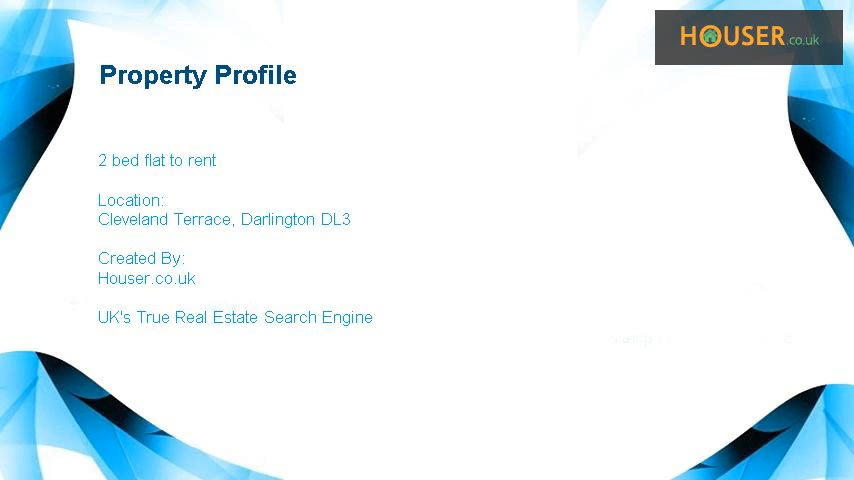 HOUSER.co.uk
Property Profile
2 bed flat to rent
Location:
Cleveland Terrace, Darlington DL3
Created By:
Houser.co.uk
UK's True Real Estate Search Engine